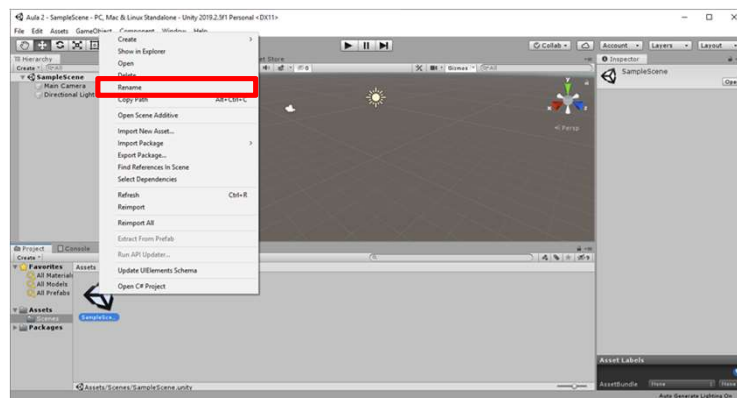 Aula 2 - SampleScene - PC, Mac & Linux Standalone - Unity 2019.2.5f1 Personal <DX11>
File Edit Assets GameObject Component Window Help
Collab Account Layers Layout
Hierarchy
et Store
Inspector
Create
Gizmos
SampleScene
Main Camera
Directional Light
SampleScene
Ope
Persp
Create
Show in Explorer
Open
Delete
Rename
Copy Path Alt+Ctrl+C
Open Scene Additive
Import New Asset...
Import Package
Export Package...
Find References In Scene
Select Dependencies
Refresh Ctrl+R
Reimport
Reimport All
Extract From Prefab
Run API Updater...
Update UIElements Schema
Open C# Project
Project Console
Create
Favorites
All Materials
All Models
All Prefabs
Assets
Scenes
Packages
Assets
SampleSce...
Assets/Scenes/SampleScene.unity
Asset Labels
AssetBundle None None
Auto Generate Lighting On